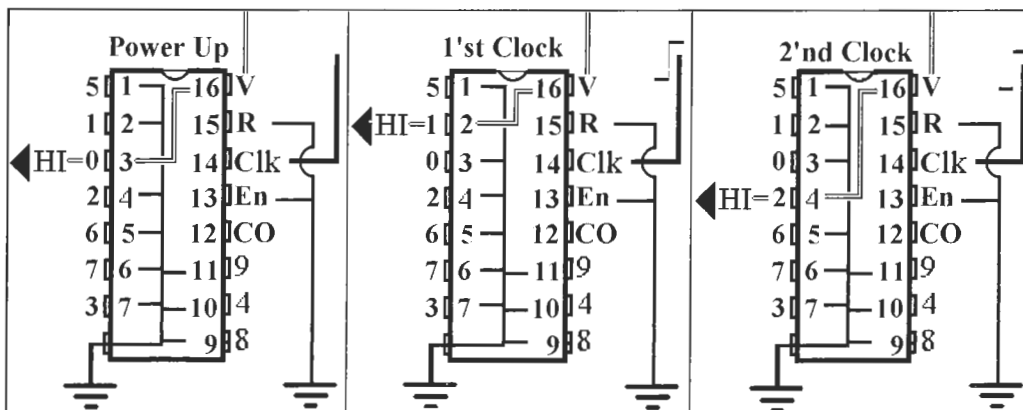 Power Up
5 1 16 V
1 2 15 R
HI=0 3 14 Clk
2 4 13 En
6 5 12 CO
7 6 11 9
3 7 10 4
9 8
1'st Clock
5 1 16 V
HI=1 2 15 R
0 3 14 Clk
2 4 13 En
6 5 12 CO
7 6 11 9
3 7 10 4
9 8
2'nd Clock
5 1 16 V
1 2 15 R
0 3 14 Clk
HI=2 4 13 En
6 5 12 CO
7 6 11 9
3 7 10 4
9 8